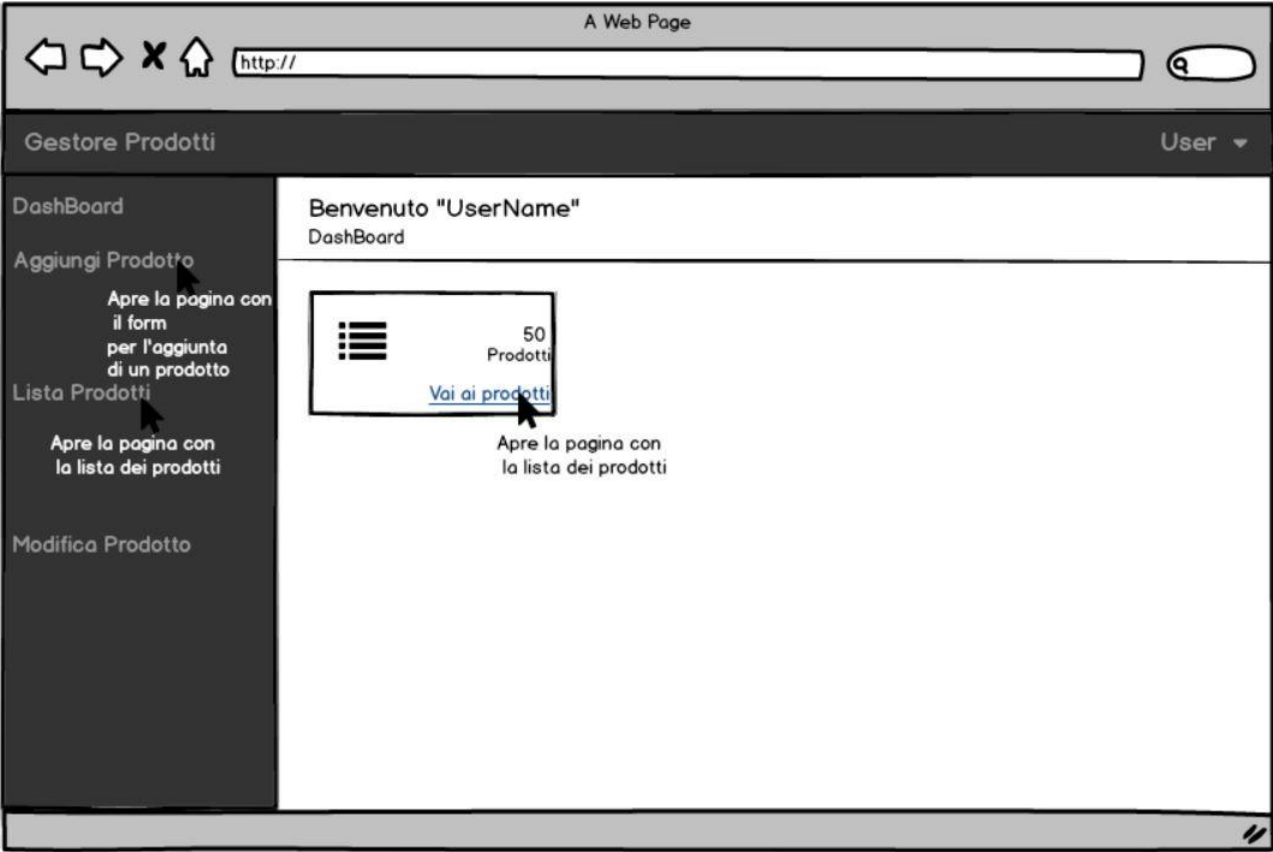 A Web Page
http://
Gestore Prodotti
User
DashBoard
Aggiungi Prodotto
Apre la pagina con
il form
per l'aggiunta
di un prodotto
Lista Prodotti
Apre la pagina con
la lista dei prodotti
Modifica Prodotto
Benvenuto "UserName"
DashBoard
50
Prodotti
Vai ai prodotti
Apre la pagina con
la lista dei prodotti